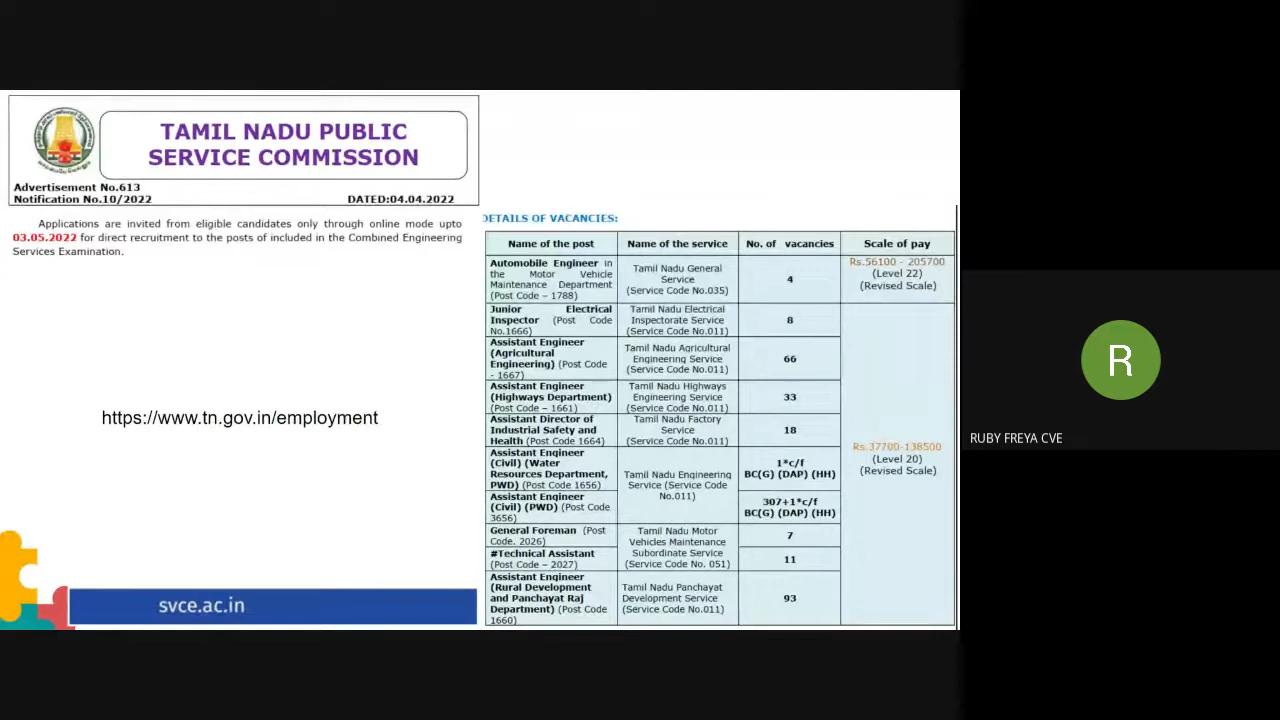 TAMIL NADU PUBLIC
SERVICE COMMISSION
Advertisement No.613
Notification No.10/2022 DATED:04.04.2022
Applications are invited from eligible candidates only through online mode upto
03.05.2022 for direct recruitment to the posts of included in the Combined Engineering
Services Examination.
https://www.tn.gov.in/employment
svce.ac.in
DETAILS OF VACANCIES:
Name of the post Name of the service No. of vacancies Scale of pay
Automobile Engineer in
the Motor Vehicle
Maintenance Department
(Post Code – 1788)
Tamil Nadu General
Service
(Service Code No.035)
4
Rs.56100 - 205700
(Level 22)
(Revised Scale)
Junior Electrical
Inspector (Post Code
No.1666)
Tamil Nadu Electrical
Inspectorate Service
(Service Code No.011)
8
Assistant Engineer
(Agricultural
Engineering) (Post Code
- 1667)
Tamil Nadu Agricultural
Engineering Service
(Service Code No.011)
66
Assistant Engineer
(Highways Department)
(Post Code – 1661)
Tamil Nadu Highways
Engineering Service
(Service Code No.011)
33
Assistant Director of
Industrial Safety and
Health (Post Code 1664)
Tamil Nadu Factory
Service
(Service Code No.011)
18
Assistant Engineer
(Civil) (Water
Resources Department,
PWD) (Post Code 1656)
Tamil Nadu Engineering
Service (Service Code
No.011)
1*c/f
BC(G) (DAP) (HH)
Rs.37700-138500
(Level 20)
(Revised Scale)
Assistant Engineer
(Civil) (PWD) (Post Code
3656)
307+1*c/f
BC(G) (DAP) (HH)
General Foreman (Post
Code. 2026)
Tamil Nadu Motor
Vehicles Maintenance
Subordinate Service
(Service Code No. 051)
7
#Technical Assistant
(Post Code – 2027)
11
Assistant Engineer
(Rural Development
and Panchayat Raj
Department) (Post Code
1660)
Tamil Nadu Panchayat
Development Service
(Service Code No.011)
93
R
RUBY FREYA CVE